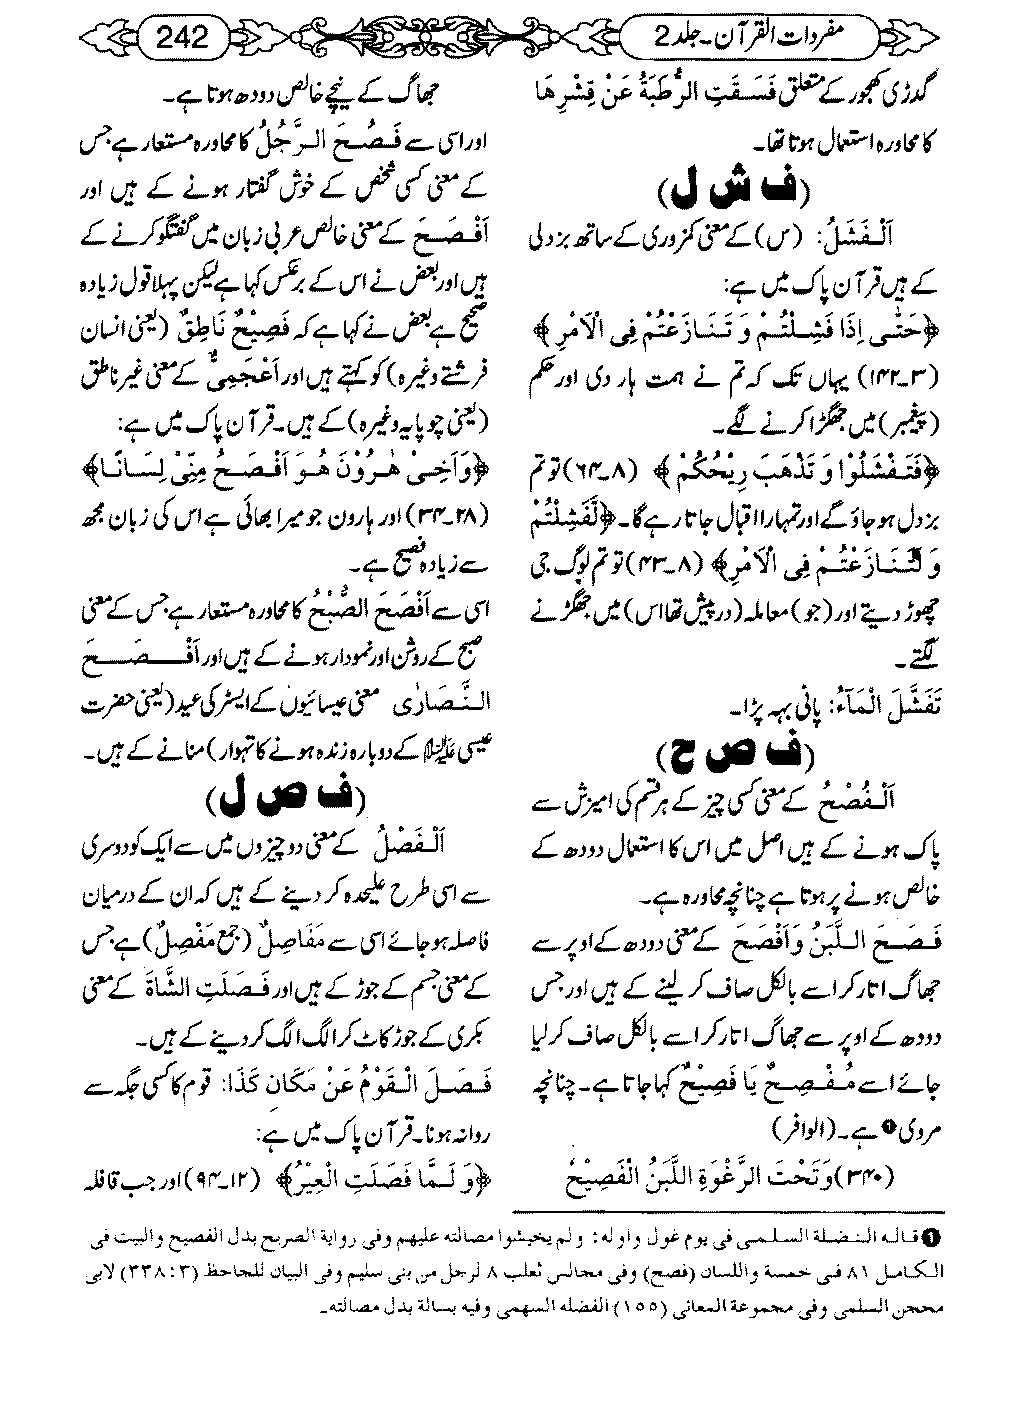 مفردات القرآن۔جلد 2
242
گدڑی کھجور کے متعلق فَسَقَتِ الرُّطَبَةُ عَنْ قِشْرِهَا
کا محاورہ استعمال ہوتا تھا۔
(ف ش ل)
اَلْفَشَلُ: (س) کے معنی کمزوری کے ساتھ بزدلی
کے ہیں قرآن پاک میں ہے:
﴿حَتّٰى اِذَا فَشِلْتُمْ وَ تَنَازَعْتُمْ فِى الْاَمْرِ﴾
(۳۔۱۴۲) یہاں تک کہ تم نے ہمت ہار دی اور حکم
(پیغمبر) میں جھگڑا کرنے لگے۔
﴿فَتَفْشَلُوْا وَ تَذْهَبَ رِيْحُكُمْ﴾ (۸۔۶۴) تو تم
بزدل ہو جاؤ گے اور تمہارا اقبال جاتا رہے گا۔ ﴿لَّفَشِلْتُمْ
وَ لَتَنَازَعْتُمْ فِى الْاَمْرِ﴾ (۸۔۴۳) تو تم لوگ جی
چھوڑ دیتے اور (جو) معاملہ (درپیش تھا اس) میں جھگڑنے
لگتے۔
تَفَشَّلَ الْمَآءُ: پانی بہہ پڑا۔
(ف ص ح)
اَلْفُصْحُ کے معنی کسی چیز کے ہر قسم کی امیزش سے
پاک ہونے کے ہیں اصل میں اس کا استعمال دودھ کے
خالص ہونے پر ہوتا ہے چنانچہ محاورہ ہے۔
فَصَحَ اللَّبَنُ وَاَفْصَحَ کے معنی دودھ کے اوپر سے
جھاگ اتار کر اسے بالکل صاف کر لینے کے ہیں اور جس
دودھ کے اوپر سے جھاگ اتار کر اسے بالکل صاف کر لیا
جائے اسے مُفْصِحٌ یَا فَصِیْحٌ کہا جاتا ہے۔ چنانچہ
مروی❶ ہے۔ (الوافر)
(۳۴۰) وَتَحْتَ الرَّغْوَةِ اللَّبَنُ الْفَصِيْحُ
جھاگ کے نیچے خالص دودھ ہوتا ہے۔
اور اسی سے فَصُحَ الرَّجُلُ کا محاورہ مستعار ہے جس
کے معنی کسی شخص کے خوش گفتار ہونے کے ہیں اور
اَفْصَحَ کے معنی خالص عربی زبان میں گفتگو کرنے کے
ہیں اور بعض نے اس کے برعکس کہا ہے لیکن پہلا قول زیادہ
صحیح ہے بعض نے کہا ہے کہ فَصِيْحٌ نَاطِقٌ (یعنی انسان
فرشتے وغیرہ) کو کہتے ہیں اور اَعْجَمِیٌّ کے معنی غیر ناطق
(یعنی چوپایہ وغیرہ) کے ہیں۔ قرآن پاک میں ہے:
﴿وَاَخِىْ هٰرُوْنَ هُوَ اَفْصَحُ مِنِّىْ لِسَانًا﴾
(۲۸۔۳۴) اور ہارون جو میرا بھائی ہے اس کی زبان مجھ
سے زیادہ فصیح ہے۔
اسی سے اَفْصَحَ الصُّبْحُ کا محاورہ مستعار ہے جس کے معنی
صبح کے روشن اور نمودار ہونے کے ہیں اور اَفْصَحَ
النَّصَارٰى معنی عیسائیوں کے ایسٹر کی عید (یعنی حضرت
عیسی علیہ السلام کے دوبارہ زندہ ہونے کا تہوار) منانے کے ہیں۔
(ف ص ل)
اَلْفَصْلُ کے معنی دو چیزوں میں سے ایک کو دوسری
سے اسی طرح علیحدہ کر دینے کے ہیں کہ ان کے درمیان
فاصلہ ہو جائے اسی سے مَفَاصِلٌ (جمع مَفْصِلٌ) ہے جس
کے معنی جسم کے جوڑ کے ہیں اور فَصَلَتِ الشَّاةَ کے معنی
بکری کے جوڑ کاٹ کر الگ الگ کر دینے کے ہیں۔
فَصَلَ الْقَوْمُ عَنْ مَكَانِ كَذَا: قوم کا کسی جگہ سے
روانہ ہونا۔ قرآن پاک میں ہے:
﴿وَ لَمَّا فَصَلَتِ الْعِيْرُ﴾ (۱۲۔۹۴) اور جب قافلہ
❶ قاله النضلة السلمى فى يوم غول واوله: ولم يخشوا مصالته عليهم وفى رواية الصريح بدل الفصيح والبيت فى
الكامل ۸۱ فى خمسة واللسان (فصح) وفى مجالس ثعلب ۸ لرجل من بنى سليم وفى البيان للجاحظ (۳:۳۳۸) لابى
محجن السلمى وفى مجموعة المعانى (۱۵۵) الفضله السهمى وفيه بسالة بدل مصالته۔